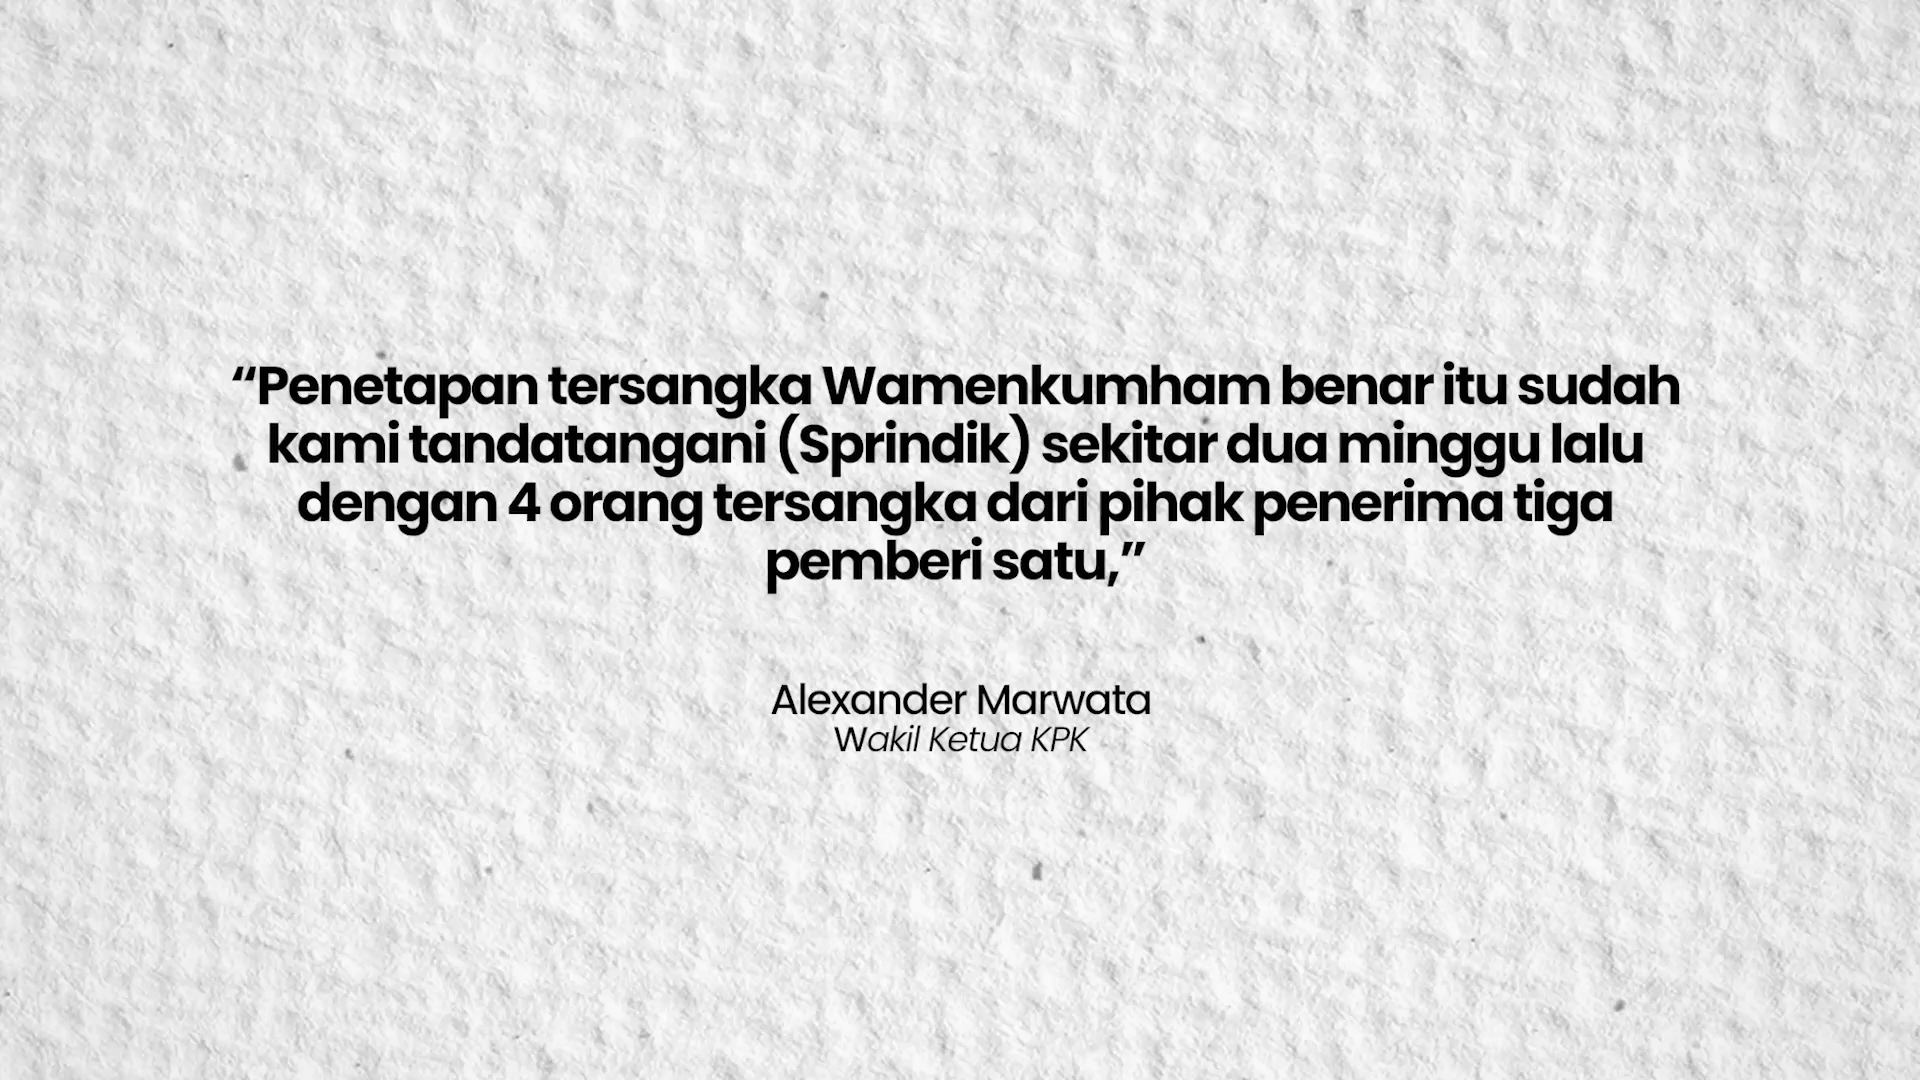 “Penetapan tersangka Wamenkumham benar itu sudah
kami tandatangani (Sprindik) sekitar dua minggu lalu
dengan 4 orang tersangka dari pihak penerima tiga
pemberi satu,”
Alexander Marwata
Wakil Ketua KPK